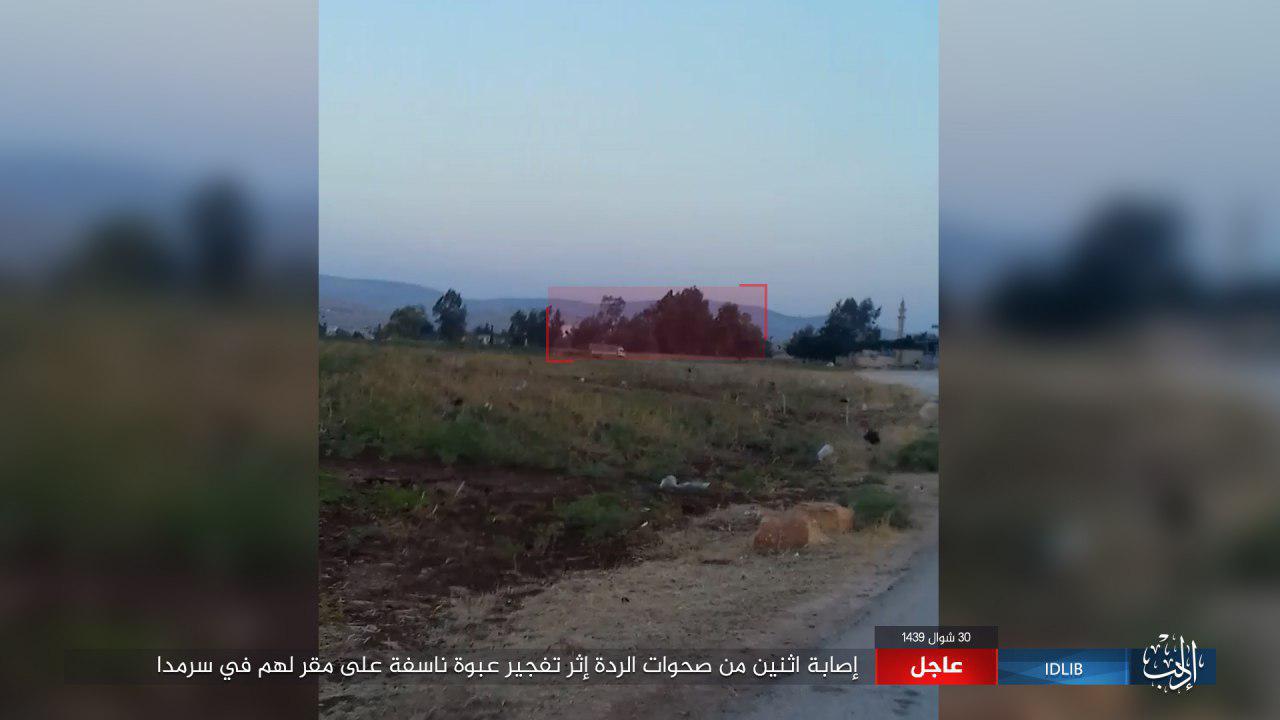 30 شوال 1439
إصابة اثنين من صحوات الردة إثر تفجير عبوة ناسفة على مقر لهم في سرمدا
عاجل
IDLIB
إدلب